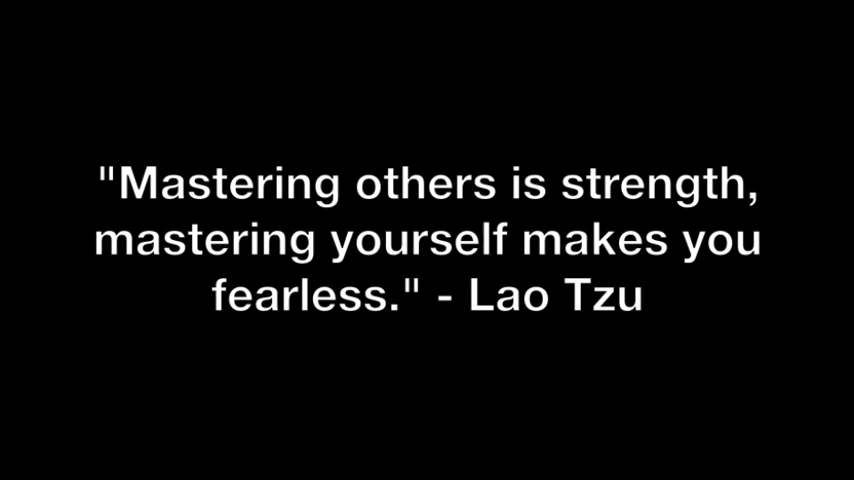 "Mastering others is strength,
mastering yourself makes you
fearless." - Lao Tzu